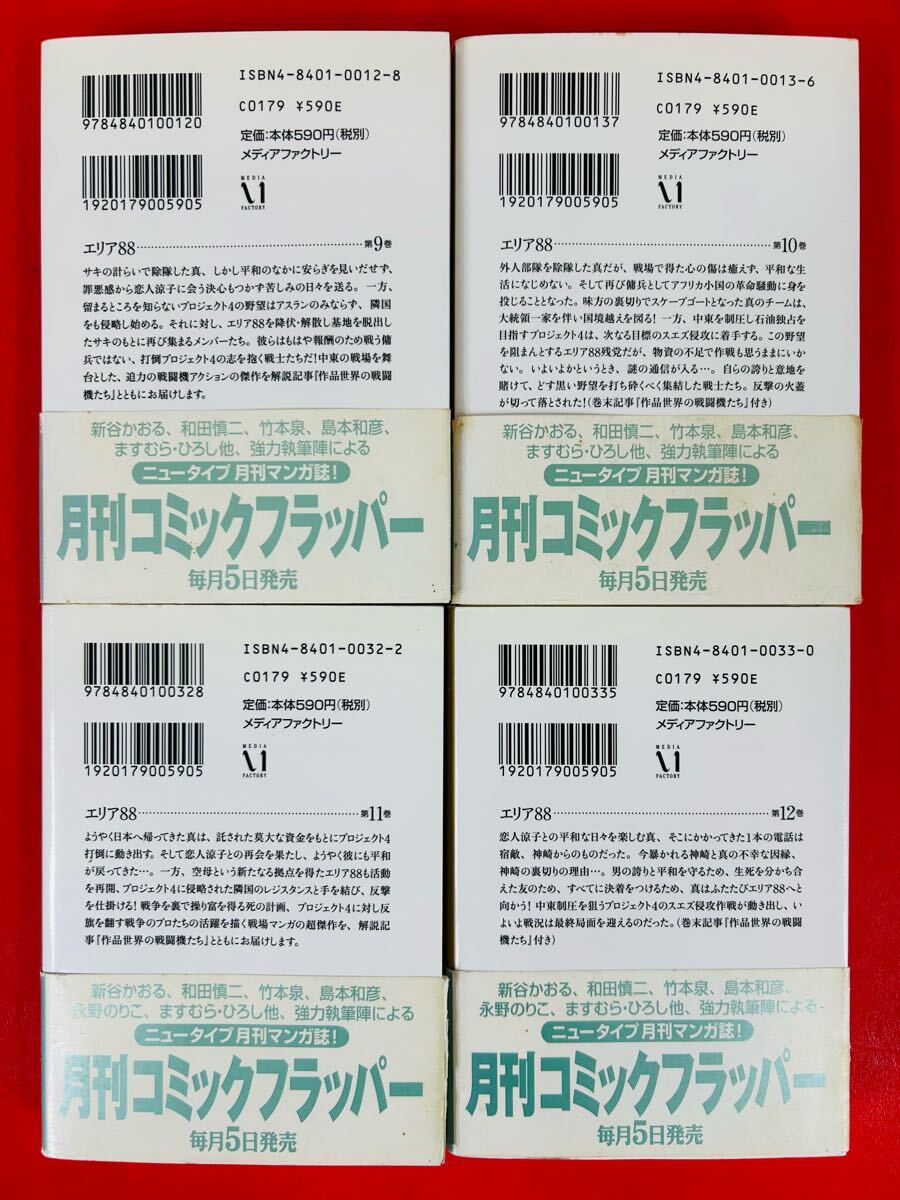 ISBN4-8401-0012-8
C0179 ¥590E
9784840100120
定価:本体590円(税別)
メディアファクトリー
1920179005905
MEDIA
FACTORY
エリア88 第9巻
サキの計らいで除隊した真、しかし平和のなかに安らぎを見いだせず、
罪悪感から恋人涼子に会う決心もつかず苦しみの日々を送る。一方、
留まるところを知らないプロジェクト4の野望はアスランのみならず、隣国
をも侵略し始める。それに対し、エリア88を降伏・解散し基地を脱出し
たサキのもとに再び集まるメンバーたち。彼らはもはや報酬のため戦う傭
兵ではない、打倒プロジェクト4の志を抱く戦士たちだ!中東の戦場を舞
台とした、迫力の戦闘機アクションの傑作を解説記事『作品世界の戦闘
機たち』とともにお届けします。
新谷かおる、和田慎二、竹本泉、島本和彦、
ますむら・ひろし他、強力執筆陣による
ニュータイプ 月刊マンガ誌!
月刊コミックフラッパー
毎月5日発売
ISBN4-8401-0013-6
C0179 ¥590E
9784840100137
定価:本体590円(税別)
メディアファクトリー
1920179005905
MEDIA
FACTORY
エリア88 第10巻
外人部隊を除隊した真だが、戦場で得た心の傷は癒えず、平和な生
活になじめない。そして再び傭兵としてアフリカ小国の革命騒動に身を
投じることとなった。味方の裏切りでスケープゴートとなった真のチームは、
大統領一家を伴い国境越えを図る! 一方、中東を制圧し石油独占を
目指すプロジェクト4は、次なる目標のスエズ侵攻に着手する。この野望
を阻まんとするエリア88残党だが、物資の不足で作戦も思うままにいか
ない。いよいよかというとき、謎の通信が入る…。自らの誇りと意地を
賭けて、どす黒い野望を打ち砕くべく集結した戦士たち。反撃の火蓋
が切って落とされた!(巻末記事『作品世界の戦闘機たち』付き)
新谷かおる、和田慎二、竹本泉、島本和彦、
ますむら・ひろし他、強力執筆陣による
ニュータイプ 月刊マンガ誌!
月刊コミックフラッパー
毎月5日発売
ISBN4-8401-0032-2
C0179 ¥590E
9784840100328
定価:本体590円(税別)
メディアファクトリー
1920179005905
MEDIA
FACTORY
エリア88 第11巻
ようやく日本へ帰ってきた真は、託された莫大な資金をもとにプロジェクト4
打倒に動き出す。そして恋人涼子との再会を果たし、ようやく彼にも平和
が戻ってきた…。一方、空母という新たなる拠点を得たエリア88も活動
を再開、プロジェクト4に侵略された隣国のレジスタンスと手を結び、反撃
を仕掛ける! 戦争を裏で操り富を得る死の計画、プロジェクト4に対し反
旗を翻す戦争のプロたちの活躍を描く戦場マンガの超傑作を、解説記
事『作品世界の戦闘機たち』とともにお届けします。
新谷かおる、和田慎二、竹本泉、島本和彦、
永野のりこ、ますむら・ひろし他、強力執筆陣による
ニュータイプ 月刊マンガ誌!
月刊コミックフラッパー
毎月5日発売
ISBN4-8401-0033-0
C0179 ¥590E
9784840100335
定価:本体590円(税別)
メディアファクトリー
1920179005905
MEDIA
FACTORY
エリア88 第12巻
恋人涼子との平和な日々を楽しむ真、そこにかかってきた1本の電話は
宿敵、神崎からのものだった。今暴かれる神崎と真の不幸な因縁、
神崎の裏切りの理由…。男の誇りと平和を守るため、生死を分かち合
えた友のため、すべてに決着をつけるため、真はふたたびエリア88へと
向かう! 中東制圧を狙うプロジェクト4のスエズ侵攻作戦が動き出し、い
よいよ戦況は最終局面を迎えるのだった。(巻末記事『作品世界の戦闘
機たち』付き)
新谷かおる、和田慎二、竹本泉、島本和彦、
永野のりこ、ますむら・ひろし他、強力執筆陣による
ニュータイプ 月刊マンガ誌!
月刊コミックフラッパー
毎月5日発売